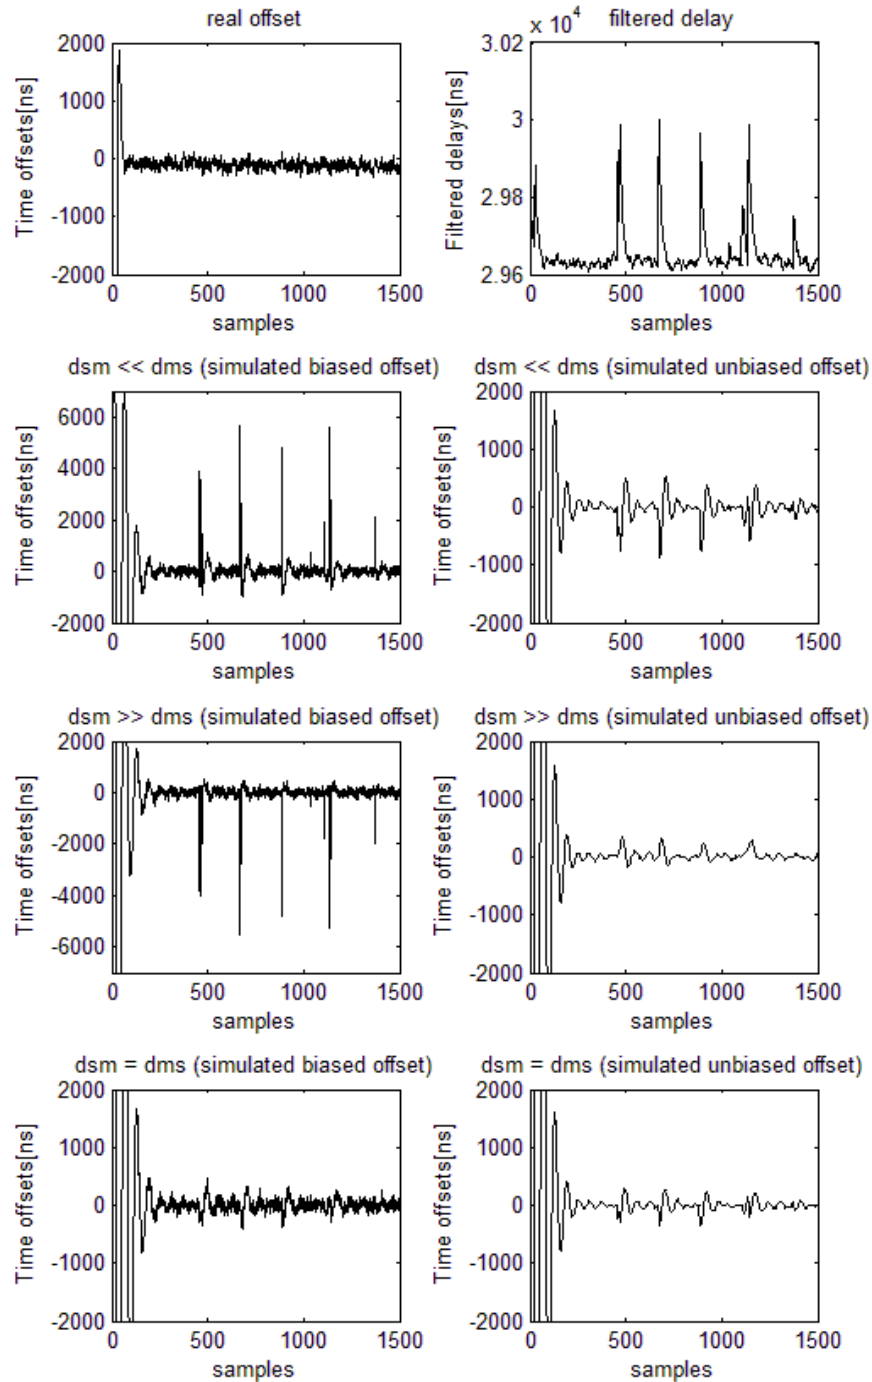 real offset
Time offsets[ns]
2000
1000
0
-1000
-2000
0
500
1000
1500
samples
x 10^4
filtered delay
Filtered delays[ns]
3.02
3
2.98
2.96
0
500
1000
1500
samples
dsm << dms (simulated biased offset)
Time offsets[ns]
6000
4000
2000
0
-2000
0
500
1000
1500
samples
dsm << dms (simulated unbiased offset)
Time offsets[ns]
2000
1000
0
-1000
-2000
0
500
1000
1500
samples
dsm >> dms (simulated biased offset)
Time offsets[ns]
2000
0
-2000
-4000
-6000
0
500
1000
1500
samples
dsm >> dms (simulated unbiased offset)
Time offsets[ns]
2000
1000
0
-1000
-2000
0
500
1000
1500
samples
dsm = dms (simulated biased offset)
Time offsets[ns]
2000
1000
0
-1000
-2000
0
500
1000
1500
samples
dsm = dms (simulated unbiased offset)
Time offsets[ns]
2000
1000
0
-1000
-2000
0
500
1000
1500
samples